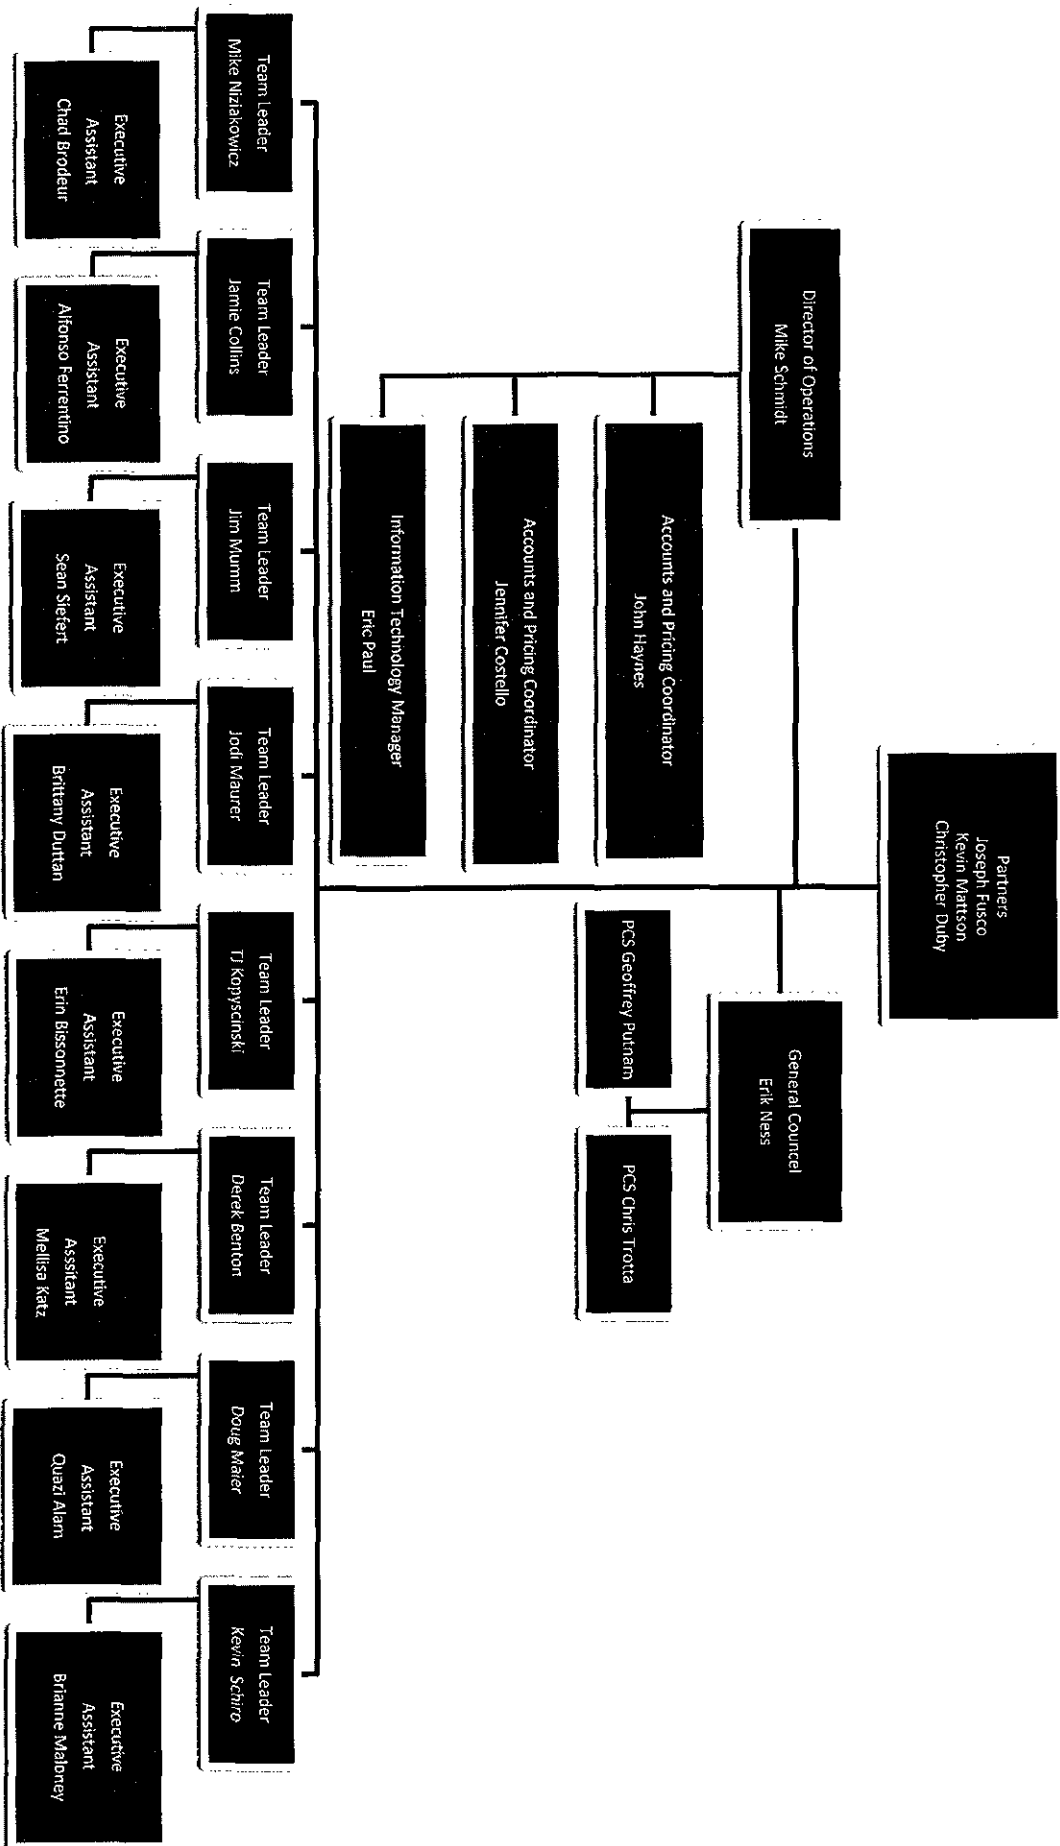 Partners
Joseph Fusco
Kevin Mattson
Christopher Duby
Director of Operations
Mike Schmidt
General Councel
Erik Ness
Accounts and Pricing Coordinator
John Haynes
PCS Geoffrey Putnam
PCS Chris Trotta
Accounts and Pricing Coordinator
Jennifer Costello
Information Technology Manager
Eric Paul
Team Leader
Mike Niziakowicz
Team Leader
Jamie Collins
Team Leader
Jim Mumm
Team Leader
Jodi Maurer
Team Leader
TJ Kopyscinski
Team Leader
Derek Benton
Team Leader
Doug Maier
Team Leader
Kevin Schiro
Executive
Assistant
Chad Brodeur
Executive
Assistant
Alfonso Ferrentino
Executive
Assistant
Sean Siefert
Executive
Assistant
Brittany Duttan
Executive
Assistant
Erin Bissonnette
Executive
Asssitant
Mellisa Katz
Executive
Assistant
Quazi Alam
Executive
Assistant
Brianne Maloney